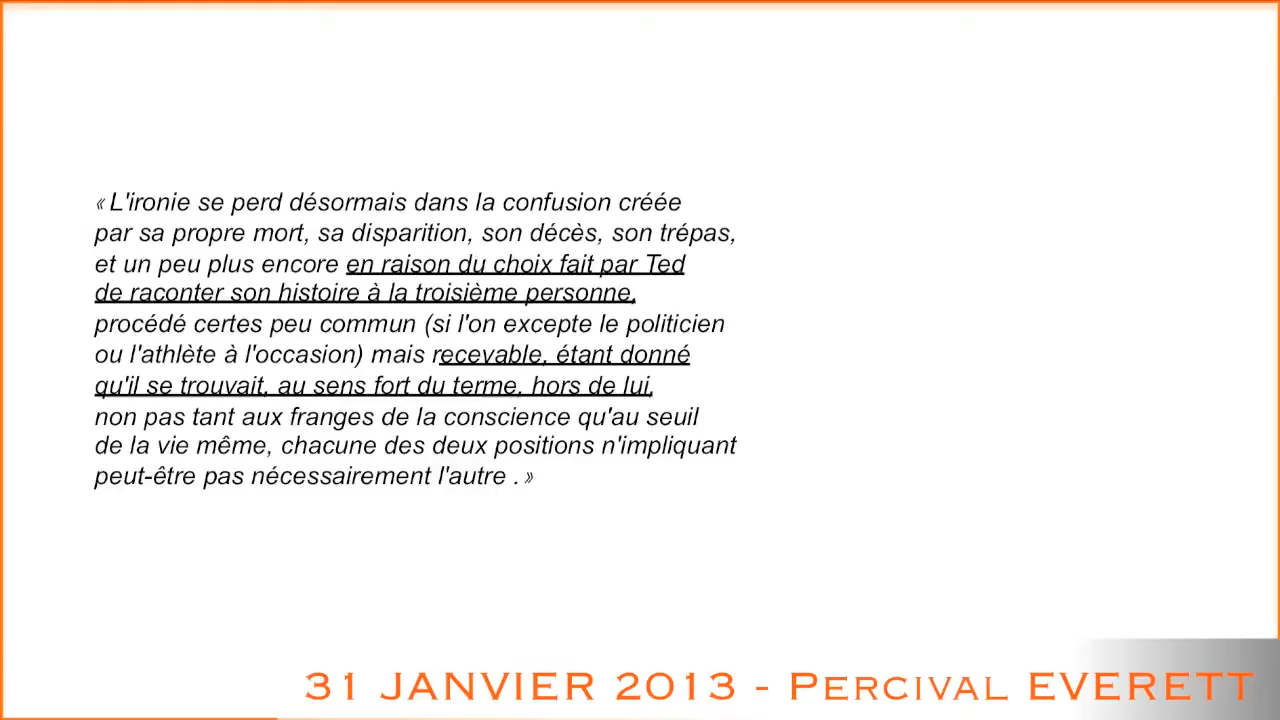 « L'ironie se perd désormais dans la confusion créée
par sa propre mort, sa disparition, son décès, son trépas,
et un peu plus encore en raison du choix fait par Ted
de raconter son histoire à la troisième personne,
procédé certes peu commun (si l'on excepte le politicien
ou l'athlète à l'occasion) mais recevable, étant donné
qu'il se trouvait, au sens fort du terme, hors de lui,
non pas tant aux franges de la conscience qu'au seuil
de la vie même, chacune des deux positions n'impliquant
peut-être pas nécessairement l'autre . »
31 JANVIER 2013 - PERCIVAL EVERETT